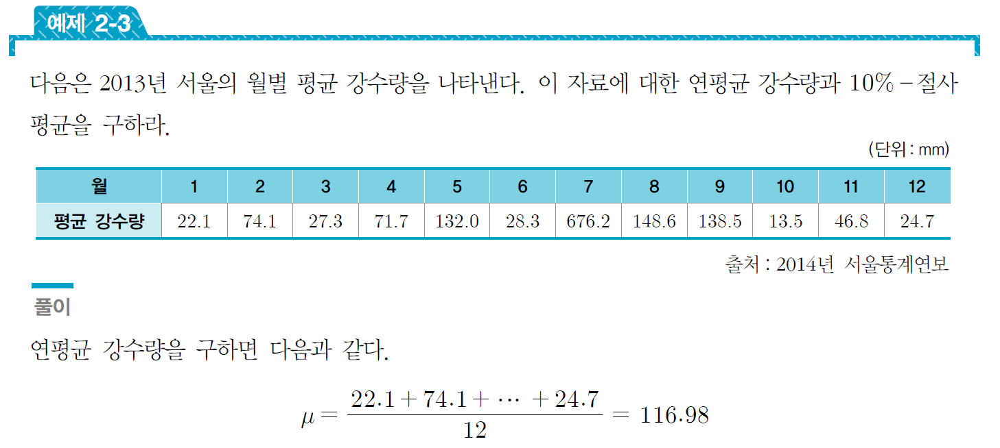 예제 2-3
다음은 2013년 서울의 월별 평균 강수량을 나타낸다. 이 자료에 대한 연평균 강수량과 10% - 절사
평균을 구하라.
(단위 : mm)
월 1 2 3 4 5 6 7 8 9 10 11 12
평균 강수량 22.1 74.1 27.3 71.7 132.0 28.3 676.2 148.6 138.5 13.5 46.8 24.7
출처 : 2014년 서울통계연보
풀이
연평균 강수량을 구하면 다음과 같다.
μ = (22.1 + 74.1 + ⋯ + 24.7) / 12 = 116.98